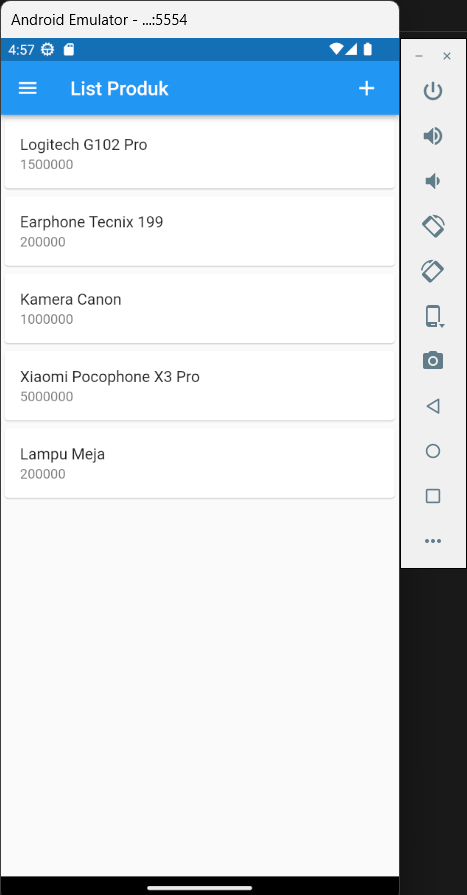 Android Emulator - ...:5554
4:57
List Produk
Logitech G102 Pro
1500000
Earphone Tecnix 199
200000
Kamera Canon
1000000
Xiaomi Pocophone X3 Pro
5000000
Lampu Meja
200000